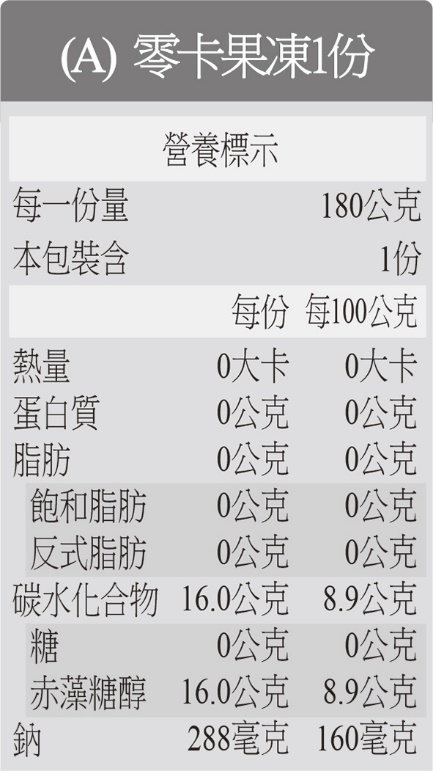 (A) 零卡果凍1份
營養標示
每一份量 180公克
本包裝含 1份
每份 每100公克
熱量 0大卡 0大卡
蛋白質 0公克 0公克
脂肪 0公克 0公克
飽和脂肪 0公克 0公克
反式脂肪 0公克 0公克
碳水化合物 16.0公克 8.9公克
糖 0公克 0公克
赤藻糖醇 16.0公克 8.9公克
鈉 288毫克 160毫克